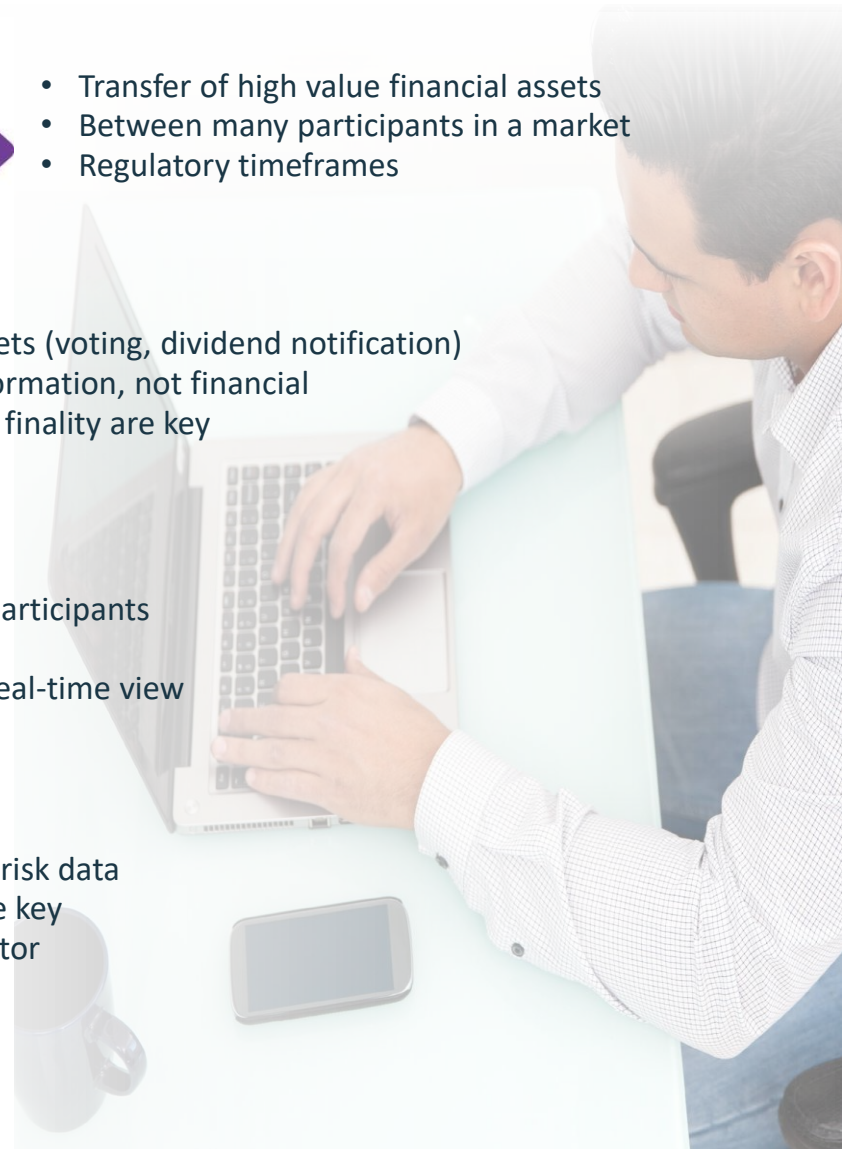 • Transfer of high value financial assets
• Between many participants in a market
• Regulatory timeframes
ets (voting, dividend notification)
ormation, not financial
finality are key
articipants
eal-time view
risk data
e key
tor